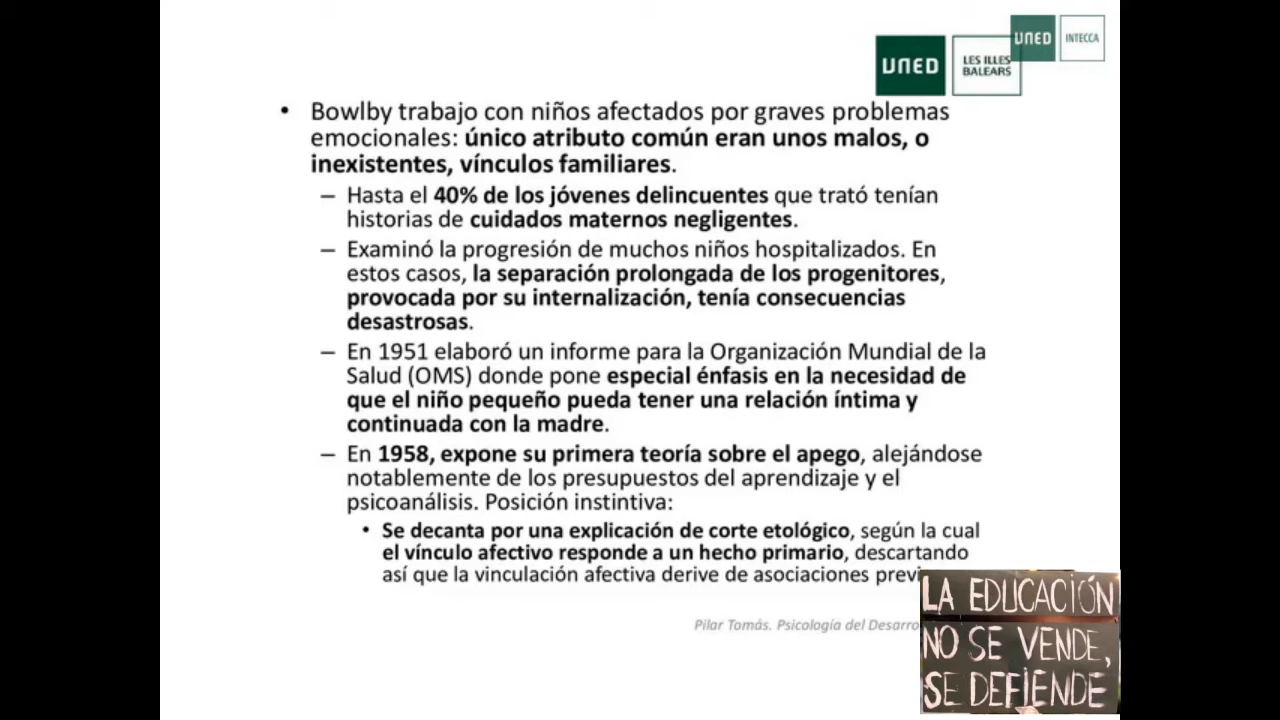 UNED
INTECCA
UNED
LES ILLES
BALEARS
• Bowlby trabajo con niños afectados por graves problemas
emocionales: único atributo común eran unos malos, o
inexistentes, vínculos familiares.
– Hasta el 40% de los jóvenes delincuentes que trató tenían
historias de cuidados maternos negligentes.
– Examinó la progresión de muchos niños hospitalizados. En
estos casos, la separación prolongada de los progenitores,
provocada por su internalización, tenía consecuencias
desastrosas.
– En 1951 elaboró un informe para la Organización Mundial de la
Salud (OMS) donde pone especial énfasis en la necesidad de
que el niño pequeño pueda tener una relación íntima y
continuada con la madre.
– En 1958, expone su primera teoría sobre el apego, alejándose
notablemente de los presupuestos del aprendizaje y el
psicoanálisis. Posición instintiva:
• Se decanta por una explicación de corte etológico, según la cual
el vínculo afectivo responde a un hecho primario, descartando
así que la vinculación afectiva derive de asociaciones
Pilar Tomás. Psicología del
LA EDUCACIÓN
NO SE VENDE,
SE DEFIENDE